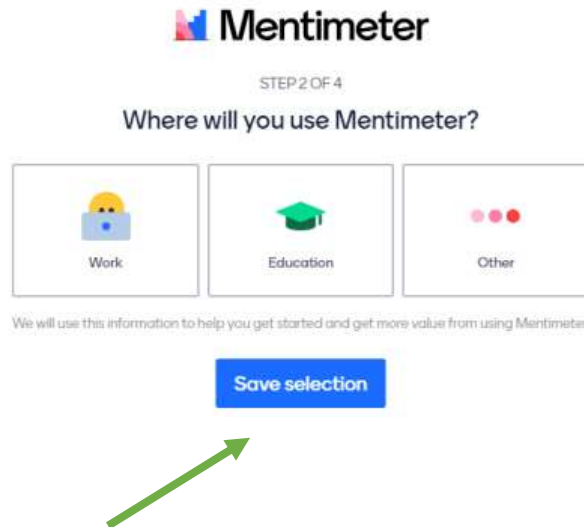 Mentimeter
STEP 2 OF 4
Where will you use Mentimeter?
Work Education Other
We will use this information to help you get started and get more value from using Mentimeter
Save selection